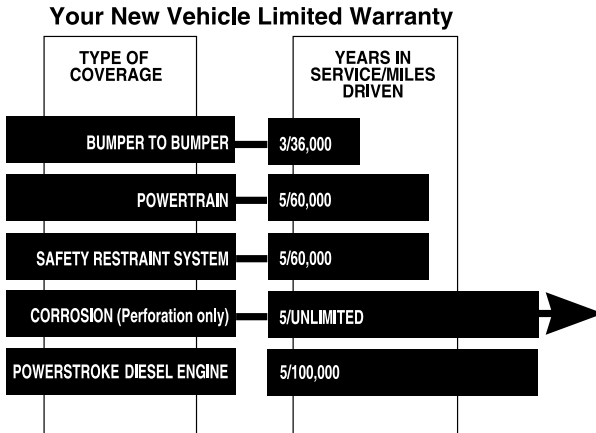 Your New Vehicle Limited Warranty
TYPE OF
COVERAGE
YEARS IN
SERVICE/MILES
DRIVEN
BUMPER TO BUMPER
3/36,000
POWERTRAIN
5/60,000
SAFETY RESTRAINT SYSTEM
5/60,000
CORROSION (Perforation only)
5/UNLIMITED
POWERSTROKE DIESEL ENGINE
5/100,000